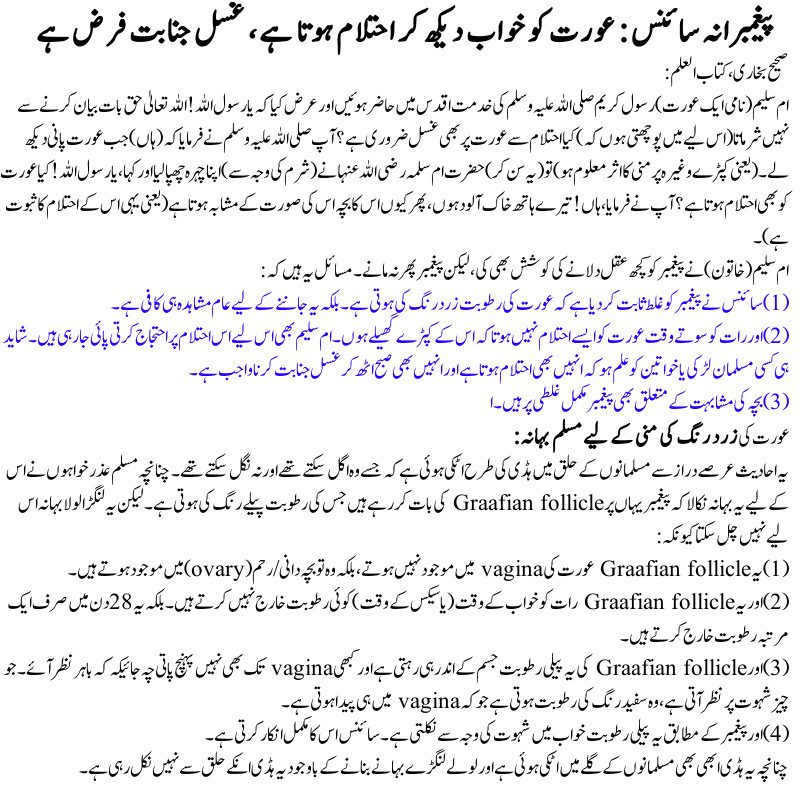 پیغمبرانہ سائنس: عورت کو خواب دیکھ کر احتلام ہوتا ہے، غسل جنابت فرض ہے
صحیح بخاری، کتاب العلم:
ام سلیم (نامی ایک عورت) رسول کریم صلی اللہ علیہ وسلم کی خدمت اقدس میں حاضر ہوئیں اور عرض کیا کہ یا رسول اللہ! اللہ تعالیٰ حق بات بیان کرنے سے
نہیں شرماتا (اس لیے میں پوچھتی ہوں کہ) کیا احتلام سے عورت پر بھی غسل ضروری ہے؟ آپ صلی اللہ علیہ وسلم نے فرمایا کہ (ہاں) جب عورت پانی دیکھ
لے۔ (یعنی کپڑے وغیرہ پر منی کا اثر معلوم ہو) تو (یہ سن کر) حضرت ام سلمہ رضی اللہ عنہا نے (شرم کی وجہ سے) اپنا چہرہ چھپا لیا اور کہا، یا رسول اللہ! کیا عورت
کو بھی احتلام ہوتا ہے؟ آپ نے فرمایا، ہاں! تیرے ہاتھ خاک آلود ہوں، پھر کیوں اس کا بچہ اس کی صورت کے مشابہ ہوتا ہے (یعنی یہی اس کے احتلام کا ثبوت
ہے)۔
ام سلیم (خاتون) نے پیغمبر کو کچھ عقل دلانے کی کوشش بھی کی، لیکن پیغمبر پھر نہ مانے۔ مسائل یہ ہیں کہ:
(1) سائنس نے پیغمبر کو غلط ثابت کر دیا ہے کہ عورت کی رطوبت زرد رنگ کی ہوتی ہے۔ بلکہ یہ جاننے کے لیے عام مشاہدہ ہی کافی ہے۔
(2) اور رات کو سوتے وقت عورت کو ایسے احتلام نہیں ہوتا کہ اس کے کپڑے گیلے ہوں۔ ام سلیم بھی اس لیے اس احتلام پر احتجاج کرتی پائی جا رہی ہیں۔ شاید
ہی کسی مسلمان لڑکی یا خواتین کو علم ہو کہ انہیں بھی احتلام ہوتا ہے اور انہیں بھی صبح اٹھ کر غسل جنابت کرنا واجب ہے۔
(3) بچہ کی مشابہت کے متعلق بھی پیغمبر مکمل غلطی پر ہیں۔ ا
عورت کی زرد رنگ کی منی کے لیے مسلم بہانہ:
یہ احادیث عرصے دراز سے مسلمانوں کے حلق میں ہڈی کی طرح اٹکی ہوئی ہے کہ جسے وہ اگل سکتے تھے اور نہ نگل سکتے تھے۔ چنانچہ مسلم عذر خواہوں نے اس
کے لیے یہ بہانہ نکالا کہ پیغمبر یہاں پر Graafian follicle کی بات کر رہے ہیں جس کی رطوبت پیلے رنگ کی ہوتی ہے۔ لیکن یہ لنگڑا لولا بہانہ اس
لیے نہیں چل سکتا کیونکہ:
(1) یہ Graafian follicle عورت کی vagina میں موجود نہیں ہوتے، بلکہ وہ تو بچہ دانی/رحم (ovary) میں موجود ہوتے ہیں۔
(2) اور یہ Graafian follicle رات کو خواب کے وقت (یا سیکس کے وقت) کوئی رطوبت خارج نہیں کرتے ہیں۔ بلکہ یہ 28 دن میں صرف ایک
مرتبہ رطوبت خارج کرتے ہیں۔
(3) اور Graafian follicle کی یہ پیلی رطوبت جسم کے اندر ہی رہتی ہے اور کبھی vagina تک بھی نہیں پہنچ پاتی چہ جائیکہ کہ باہر نظر آئے۔ جو
چیز شہوت پر نظر آتی ہے، وہ سفید رنگ کی رطوبت ہوتی ہے جو کہ vagina میں ہی پیدا ہوتی ہے۔
(4) اور پیغمبر کے مطابق یہ پیلی رطوبت خواب میں شہوت کی وجہ سے نکلتی ہے۔ سائنس اس کا مکمل انکار کرتی ہے۔
چنانچہ یہ ہڈی ابھی بھی مسلمانوں کے گلے میں اٹکی ہوئی ہے اور لولے لنگڑے بہانے بنانے کے باوجود یہ ہڈی انکے حلق سے نہیں نکل رہی ہے۔